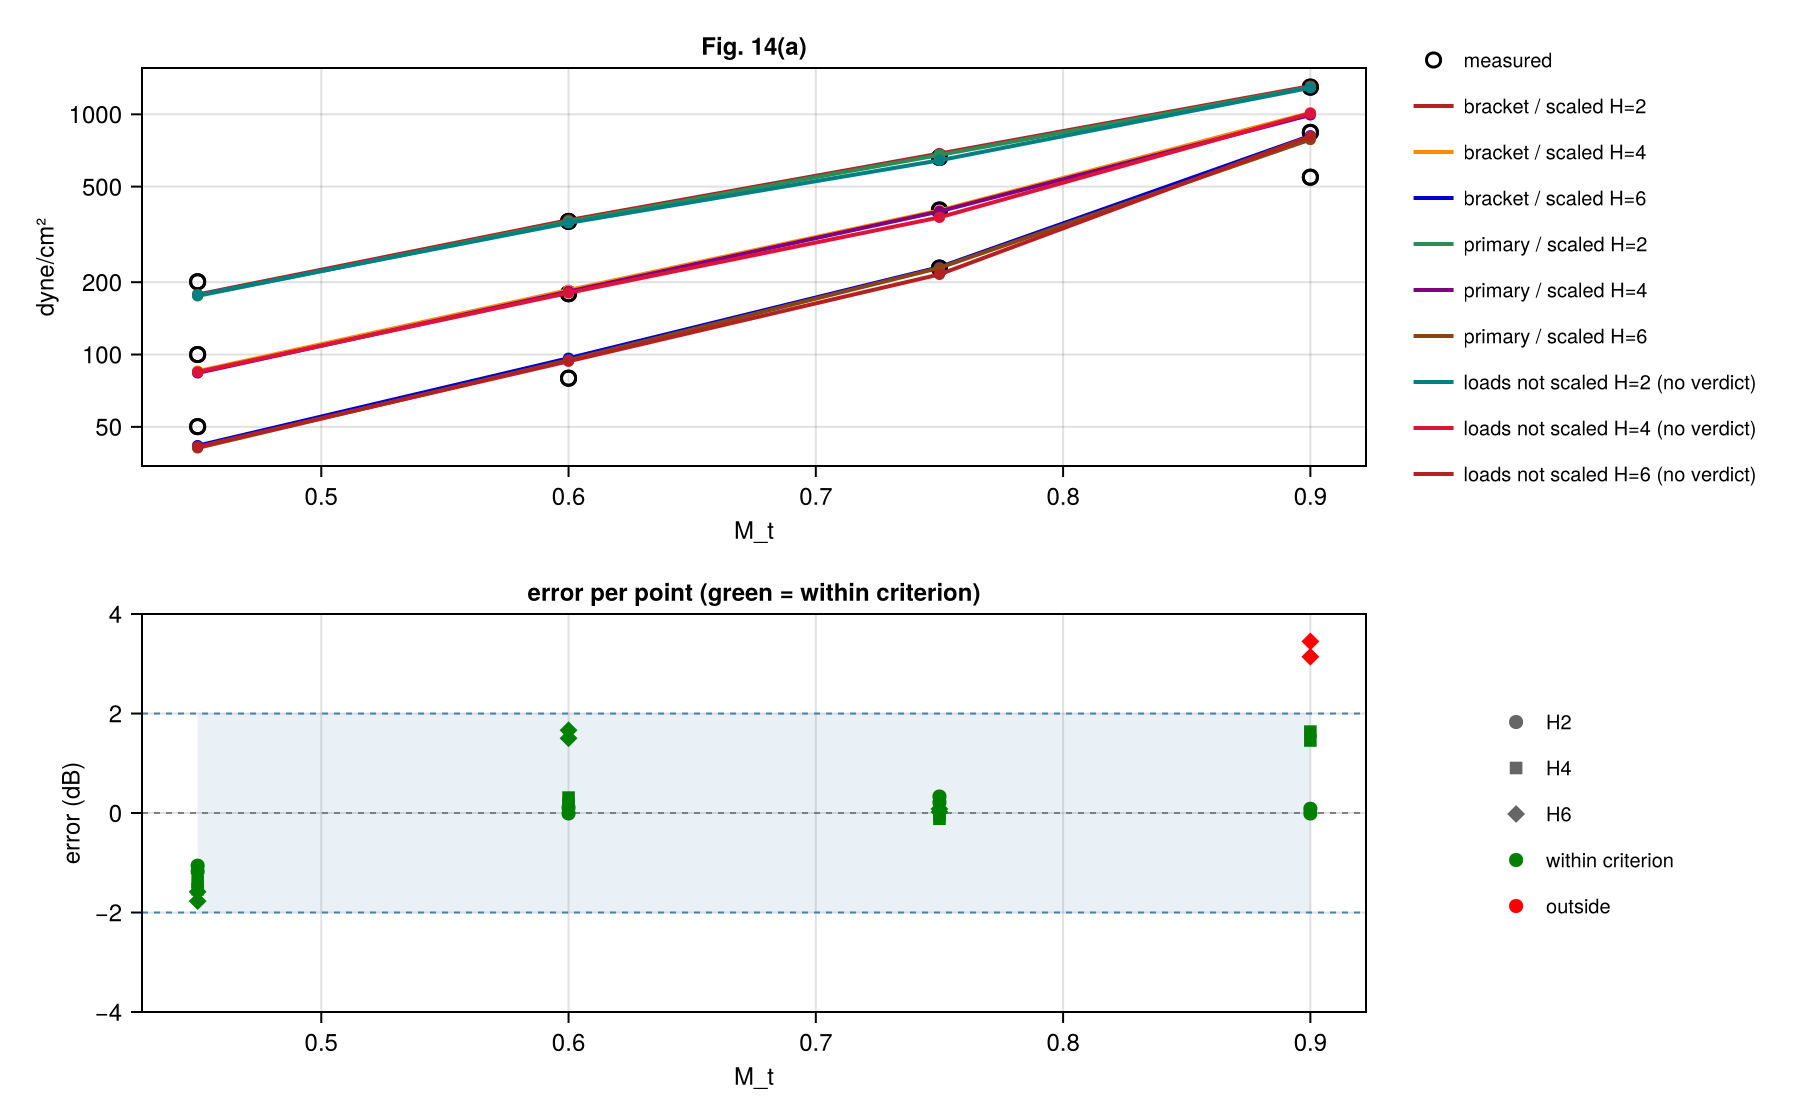 Fig. 14(a)
dyne/cm²
1000
500
200
100
50
0.5 0.6 0.7 0.8 0.9
M_t
measured
bracket / scaled H=2
bracket / scaled H=4
bracket / scaled H=6
primary / scaled H=2
primary / scaled H=4
primary / scaled H=6
loads not scaled H=2 (no verdict)
loads not scaled H=4 (no verdict)
loads not scaled H=6 (no verdict)
error per point (green = within criterion)
error (dB)
4
2
0
−2
−4
0.5 0.6 0.7 0.8 0.9
M_t
H2
H4
H6
within criterion
outside